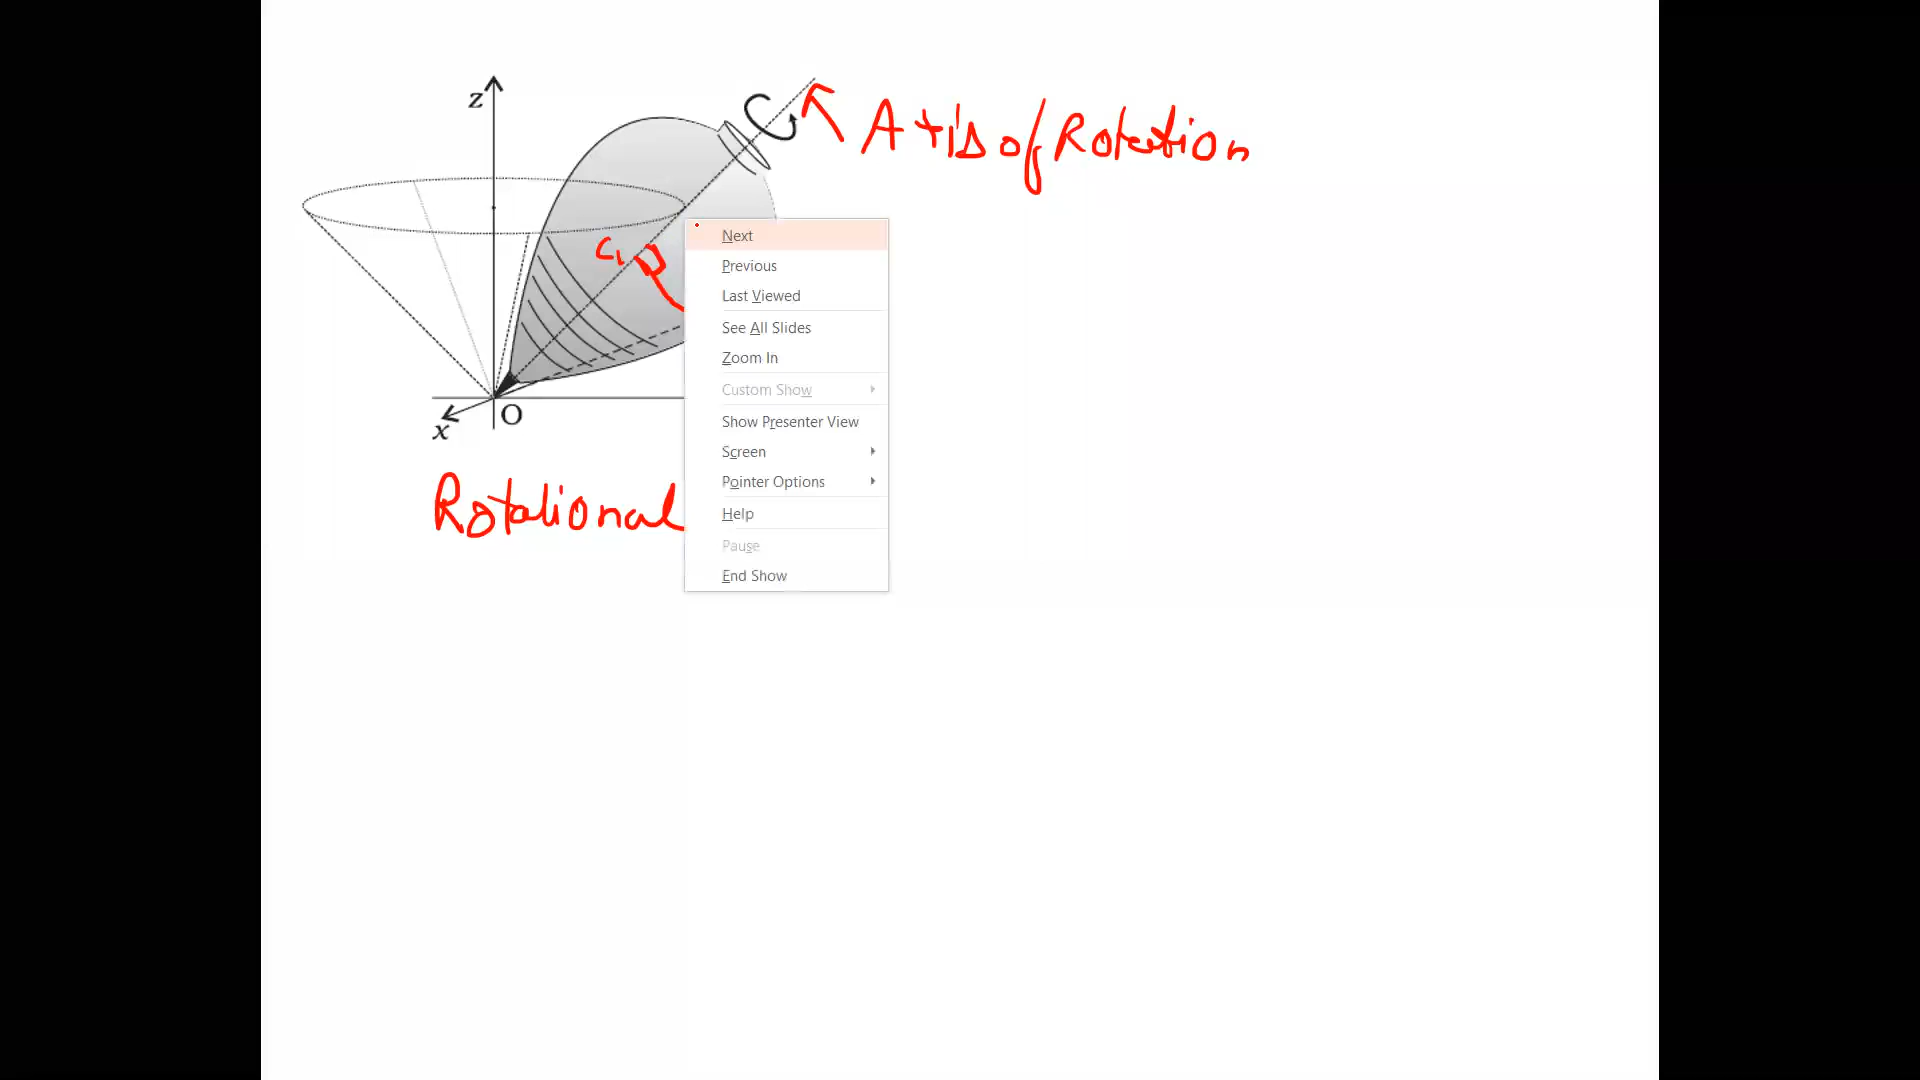 z
Axis of Rotation
C1
x
O
Rotational
Next
Previous
Last Viewed
See All Slides
Zoom In
Custom Show
Show Presenter View
Screen
Pointer Options
Help
Pause
End Show